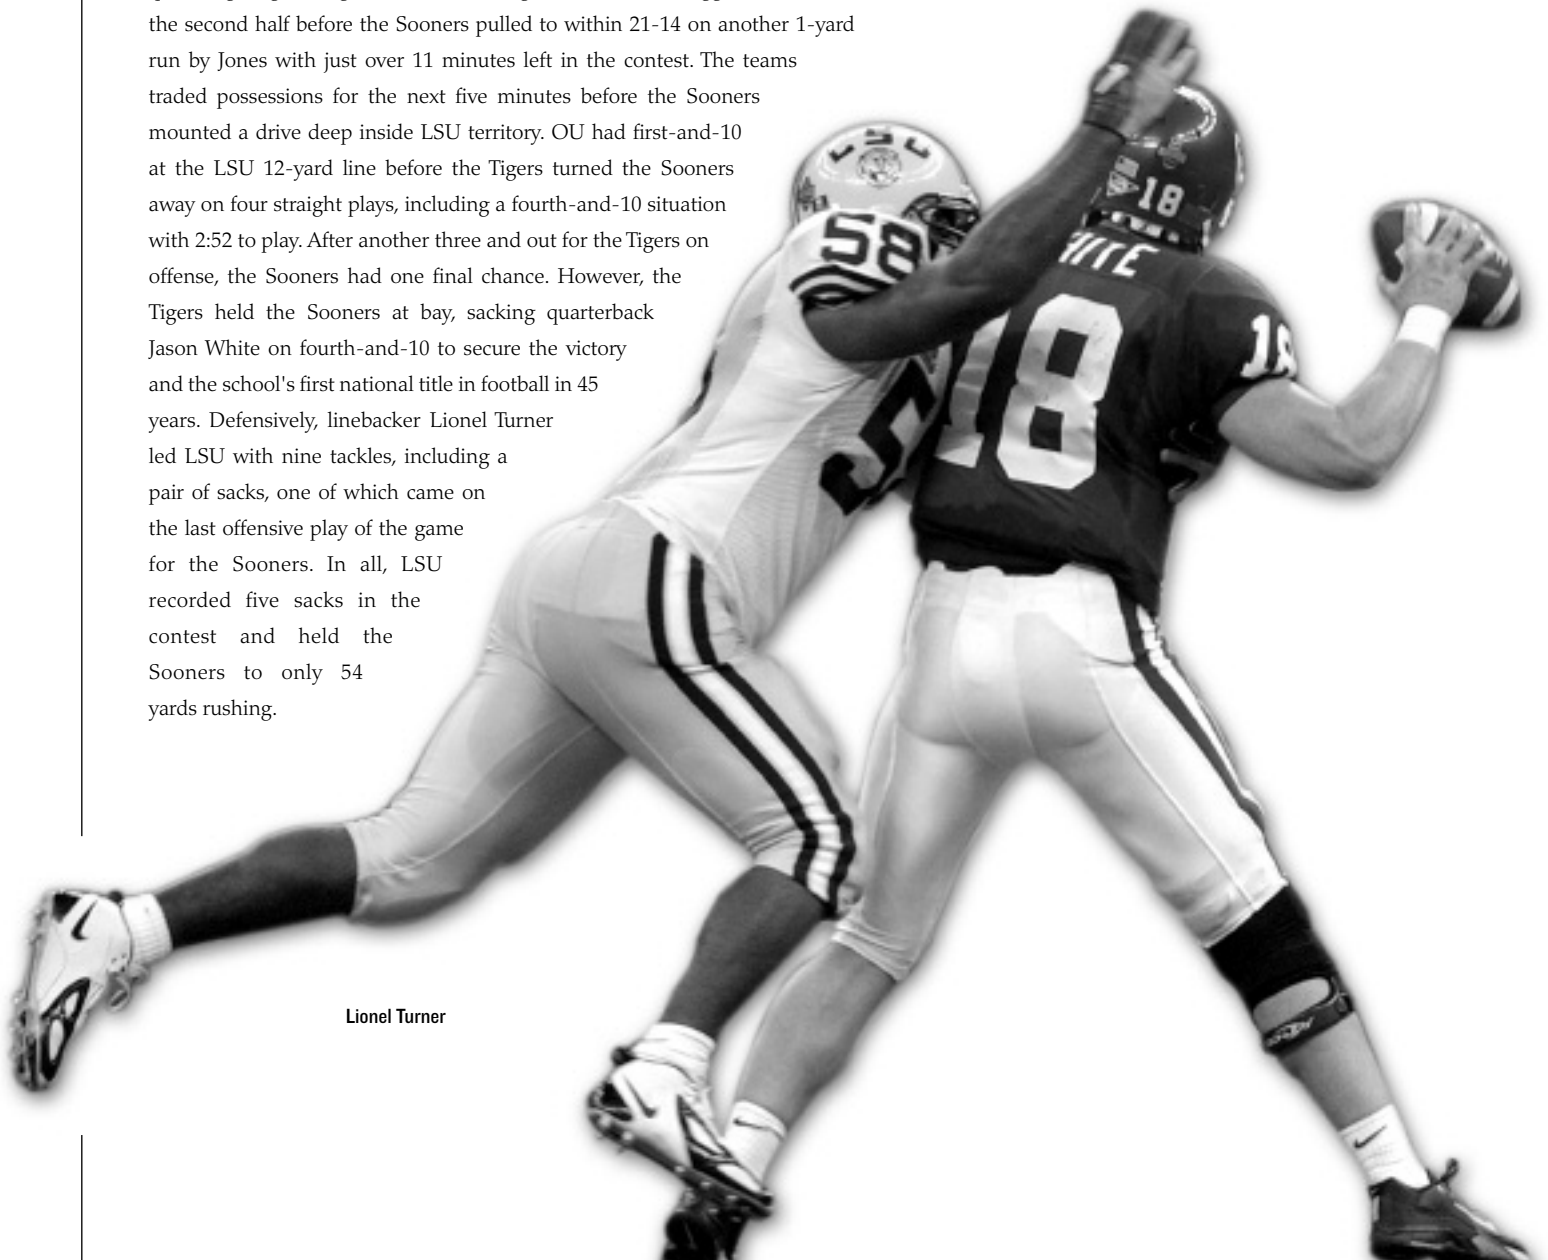 the second half before the Sooners pulled to within 21-14 on another 1-yard
run by Jones with just over 11 minutes left in the contest. The teams
traded possessions for the next five minutes before the Sooners
mounted a drive deep inside LSU territory. OU had first-and-10
at the LSU 12-yard line before the Tigers turned the Sooners
away on four straight plays, including a fourth-and-10 situation
with 2:52 to play. After another three and out for the Tigers on
offense, the Sooners had one final chance. However, the
Tigers held the Sooners at bay, sacking quarterback
Jason White on fourth-and-10 to secure the victory
and the school's first national title in football in 45
years. Defensively, linebacker Lionel Turner
led LSU with nine tackles, including a
pair of sacks, one of which came on
the last offensive play of the game
for the Sooners. In all, LSU
recorded five sacks in the
contest and held the
Sooners to only 54
yards rushing.
LSU
18
58
HITE
18
18
5
Lionel Turner